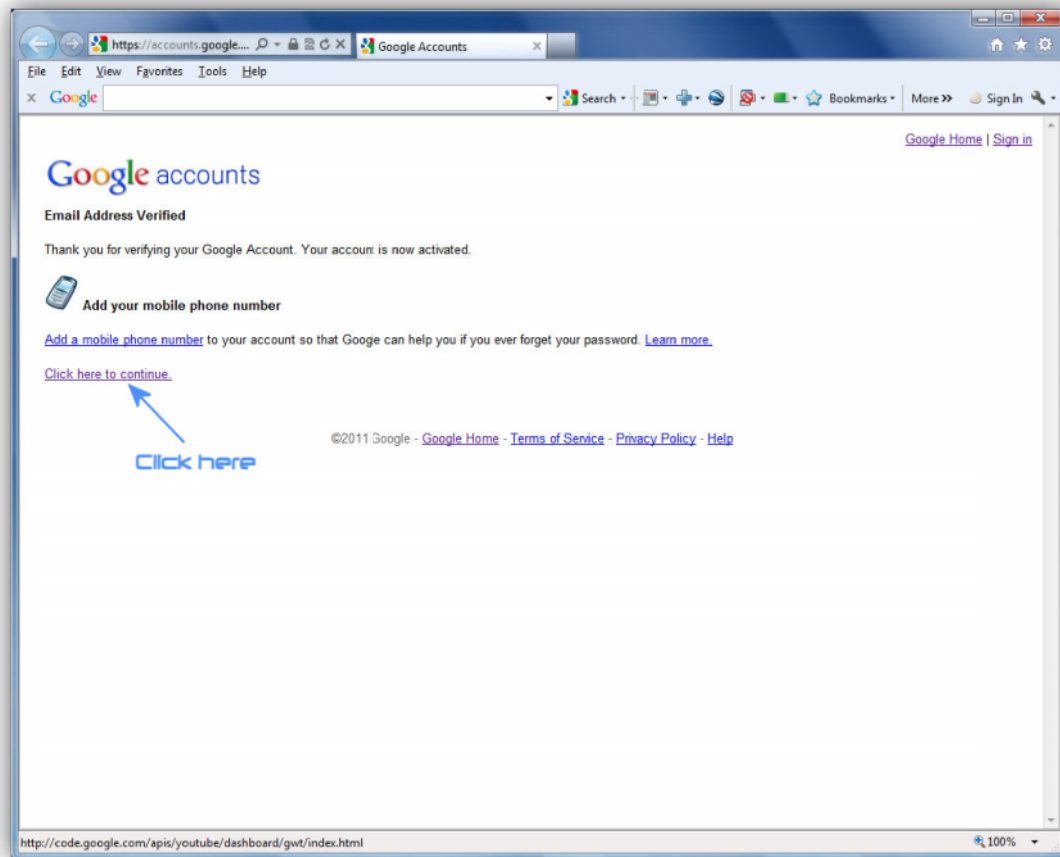 https://accounts.google....
Google Accounts
File Edit View Favorites Tools Help
Google Search Bookmarks More Sign In
Google Home | Sign in
Google accounts
Email Address Verified
Thank you for verifying your Google Account. Your account is now activated.
Add your mobile phone number
Add a mobile phone number to your account so that Googe can help you if you ever forget your password. Learn more.
Click here to continue.
©2011 Google - Google Home - Terms of Service - Privacy Policy - Help
Click here
http://code.google.com/apis/youtube/dashboard/gwt/index.html
100%